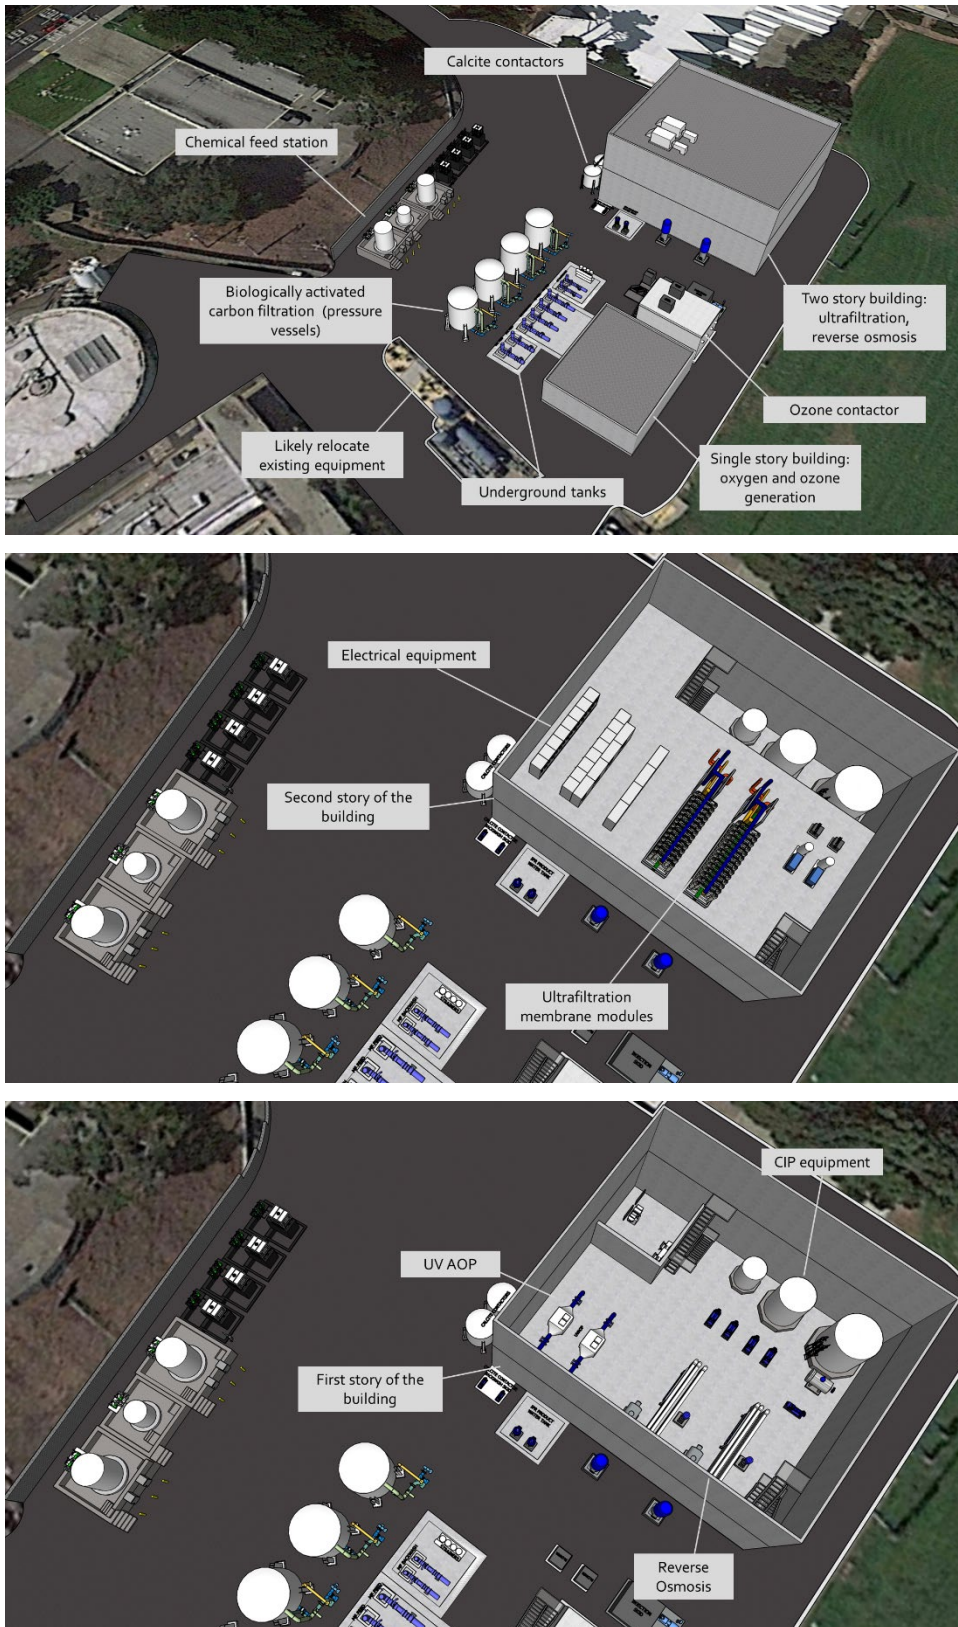 Calcite contactors
Chemical feed station
Biologically activated
carbon filtration (pressure
vessels)
Two story building:
ultrafiltration,
reverse osmosis
Ozone contactor
Likely relocate
existing equipment
Single story building:
oxygen and ozone
generation
Underground tanks
Electrical equipment
Second story of the
building
Ultrafiltration
membrane modules
CIP equipment
UV AOP
First story of the
building
Reverse
Osmosis